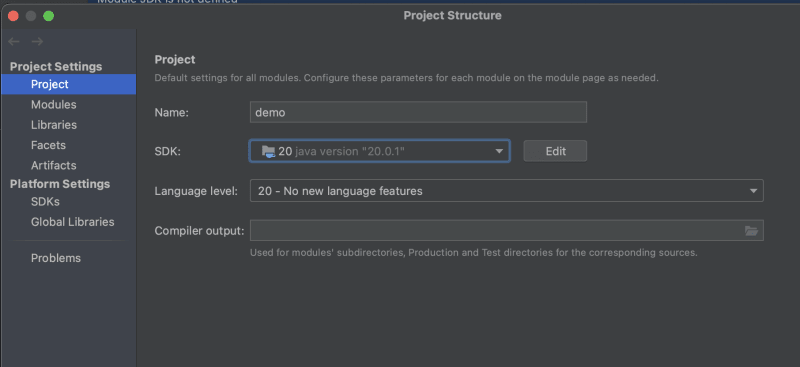 Module JDK is not defined
Project Structure
Project Settings
Project
Modules
Libraries
Facets
Artifacts
Platform Settings
SDKs
Global Libraries
Problems
Project
Default settings for all modules. Configure these parameters for each module on the module page as needed.
Name: demo
SDK: 20 java version "20.0.1" Edit
Language level: 20 - No new language features
Compiler output:
Used for modules' subdirectories, Production and Test directories for the corresponding sources.